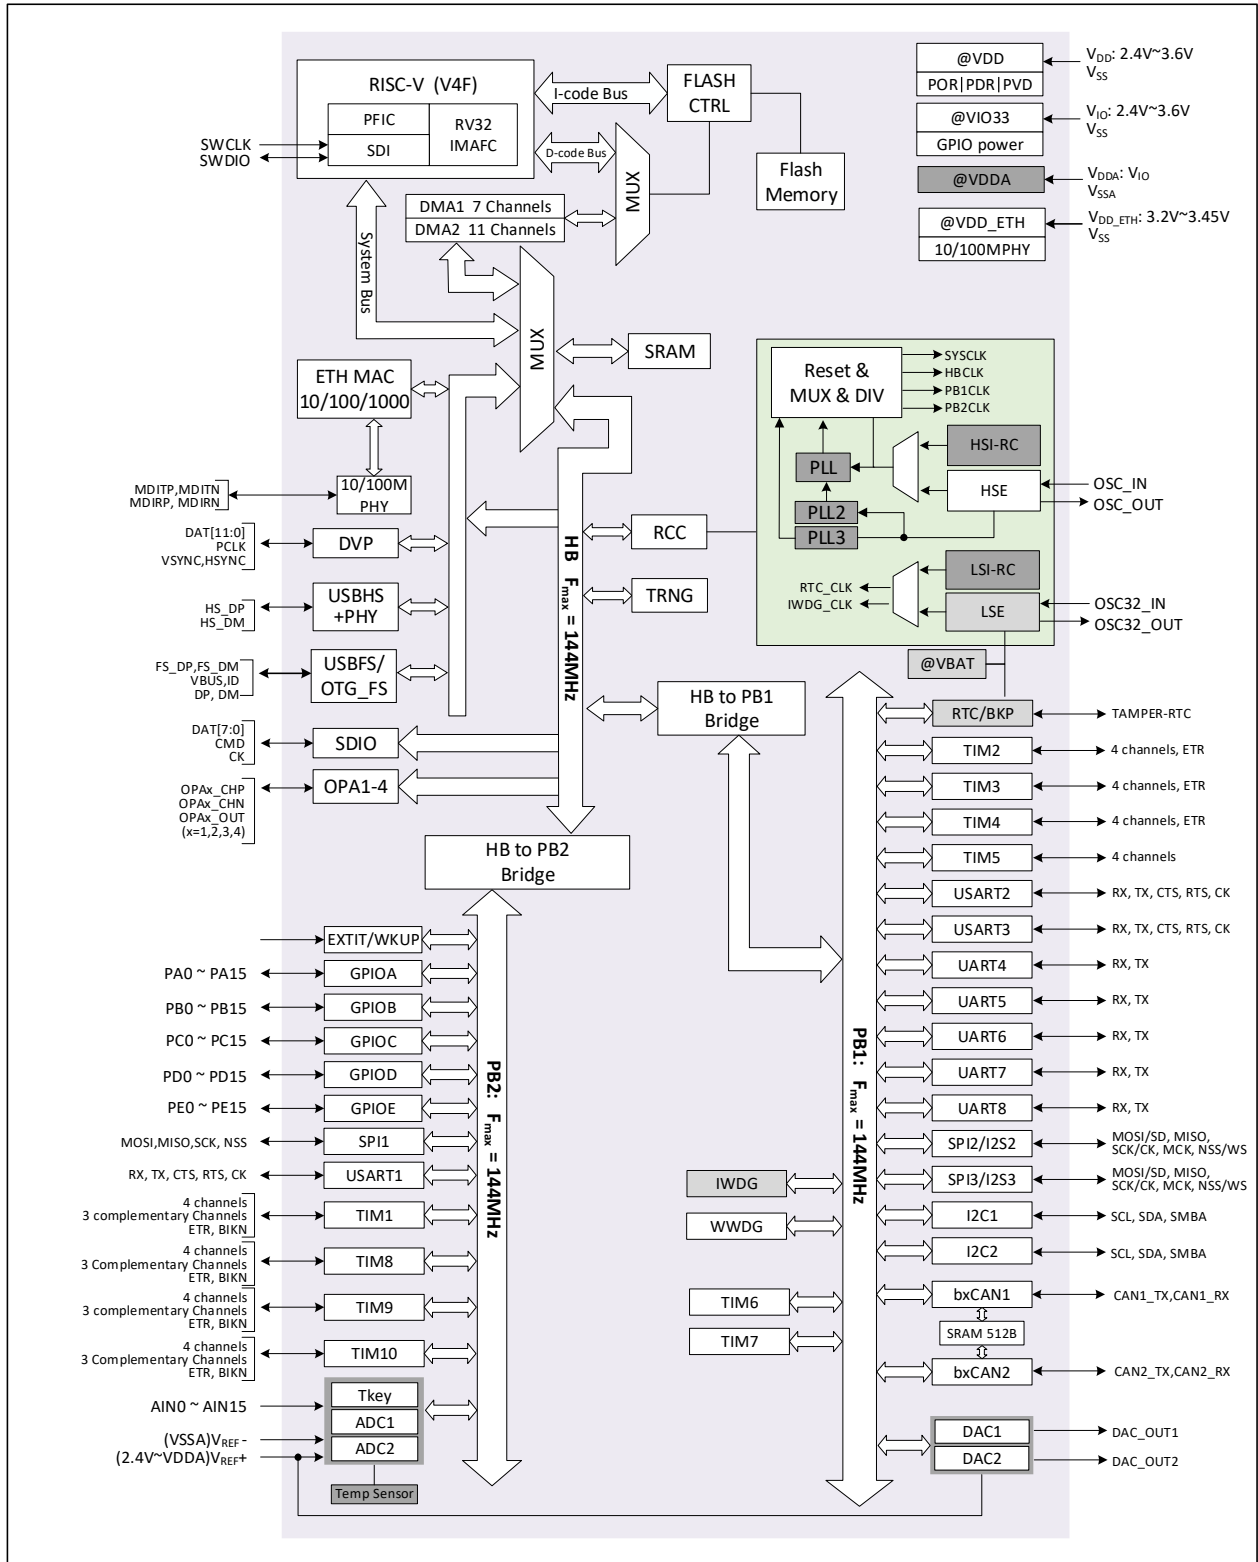 RISC-V (V4F)
PFIC
SDI
RV32
IMAFC
SWCLK
SWDIO
I-code Bus
D-code Bus
FLASH
CTRL
MUX
Flash
Memory
@VDD
POR|PDR|PVD
VDD: 2.4V~3.6V
VSS
@VIO33
GPIO power
VIO: 2.4V~3.6V
VSS
@VDDA
VDDA: VIO
VSSA
@VDD_ETH
10/100MPHY
VDD_ETH: 3.2V~3.45V
VSS
DMA1 7 Channels
DMA2 11 Channels
System Bus
MUX
SRAM
ETH MAC
10/100/1000
10/100M
PHY
MDITP,MDITN
MDIRP, MDIRN
DAT[11:0]
PCLK
VSYNC,HSYNC
DVP
HS_DP
HS_DM
USBHS
+PHY
FS_DP,FS_DM
VBUS,ID
DP, DM
USBFS/
OTG_FS
DAT[7:0]
CMD
CK
SDIO
OPAx_CHP
OPAx_CHN
OPAx_OUT
(x=1,2,3,4)
OPA1-4
HB Fmax = 144MHz
RCC
TRNG
Reset &
MUX & DIV
SYSCLK
HBCLK
PB1CLK
PB2CLK
PLL
PLL2
PLL3
HSI-RC
HSE
OSC_IN
OSC_OUT
RTC_CLK
IWDG_CLK
LSI-RC
LSE
OSC32_IN
OSC32_OUT
@VBAT
HB to PB1
Bridge
HB to PB2
Bridge
EXTIT/WKUP
PA0 ~ PA15
GPIOA
PB0 ~ PB15
GPIOB
PC0 ~ PC15
GPIOC
PD0 ~ PD15
GPIOD
PE0 ~ PE15
GPIOE
MOSI,MISO,SCK, NSS
SPI1
RX, TX, CTS, RTS, CK
USART1
4 channels
3 complementary Channels
ETR, BIKN
TIM1
4 channels
3 Complementary Channels
ETR, BIKN
TIM8
4 channels
3 complementary Channels
ETR, BIKN
TIM9
4 channels
3 Complementary Channels
ETR, BIKN
TIM10
AIN0 ~ AIN15
(VSSA)VREF-
(2.4V~VDDA)VREF+
Tkey
ADC1
ADC2
Temp Sensor
PB2: Fmax = 144MHz
IWDG
WWDG
TIM6
TIM7
PB1: Fmax = 144MHz
RTC/BKP
TAMPER-RTC
TIM2
4 channels, ETR
TIM3
4 channels, ETR
TIM4
4 channels, ETR
TIM5
4 channels
USART2
RX, TX, CTS, RTS, CK
USART3
RX, TX, CTS, RTS, CK
UART4
RX, TX
UART5
RX, TX
UART6
RX, TX
UART7
RX, TX
UART8
RX, TX
SPI2/I2S2
MOSI/SD, MISO,
SCK/CK, MCK, NSS/WS
SPI3/I2S3
MOSI/SD, MISO,
SCK/CK, MCK, NSS/WS
I2C1
SCL, SDA, SMBA
I2C2
SCL, SDA, SMBA
bxCAN1
CAN1_TX,CAN1_RX
SRAM 512B
bxCAN2
CAN2_TX,CAN2_RX
DAC1
DAC_OUT1
DAC2
DAC_OUT2